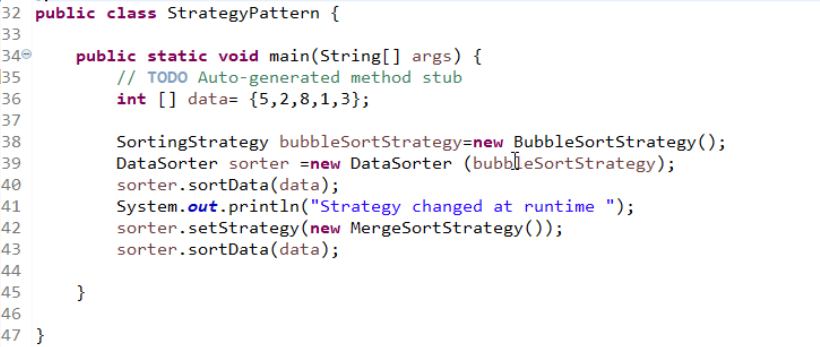 32 public class StrategyPattern {
33
34 public static void main(String[] args) {
35 // TODO Auto-generated method stub
36 int [] data= {5,2,8,1,3};
37
38 SortingStrategy bubbleSortStrategy=new BubbleSortStrategy();
39 DataSorter sorter =new DataSorter (bubbleSortStrategy);
40 sorter.sortData(data);
41 System.out.println("Strategy changed at runtime ");
42 sorter.setStrategy(new MergeSortStrategy());
43 sorter.sortData(data);
44
45 }
46
47 }